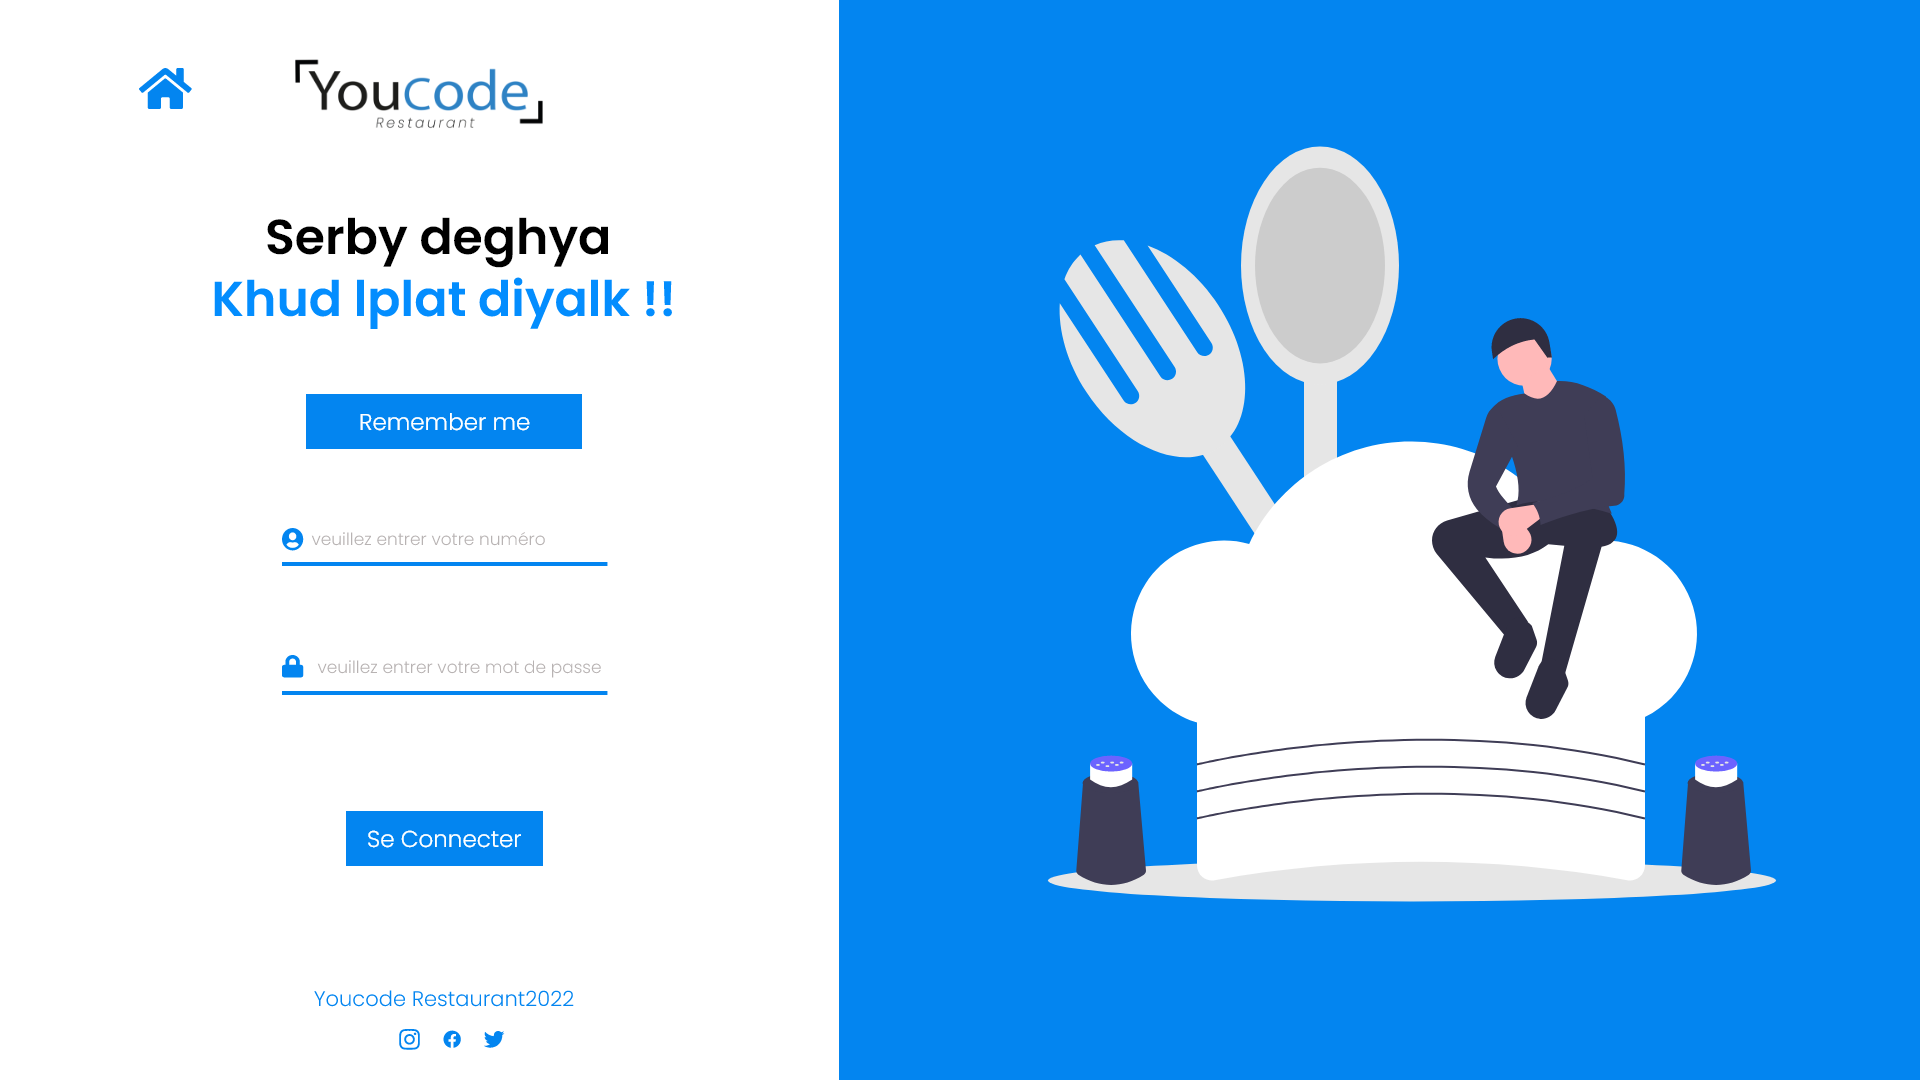 YouCode
Restaurant
Serby deghya
Khud lplat diyalk !!
Remember me
veuillez entrer votre numéro
veuillez entrer votre mot de passe
Se Connecter
Youcode Restaurant2022